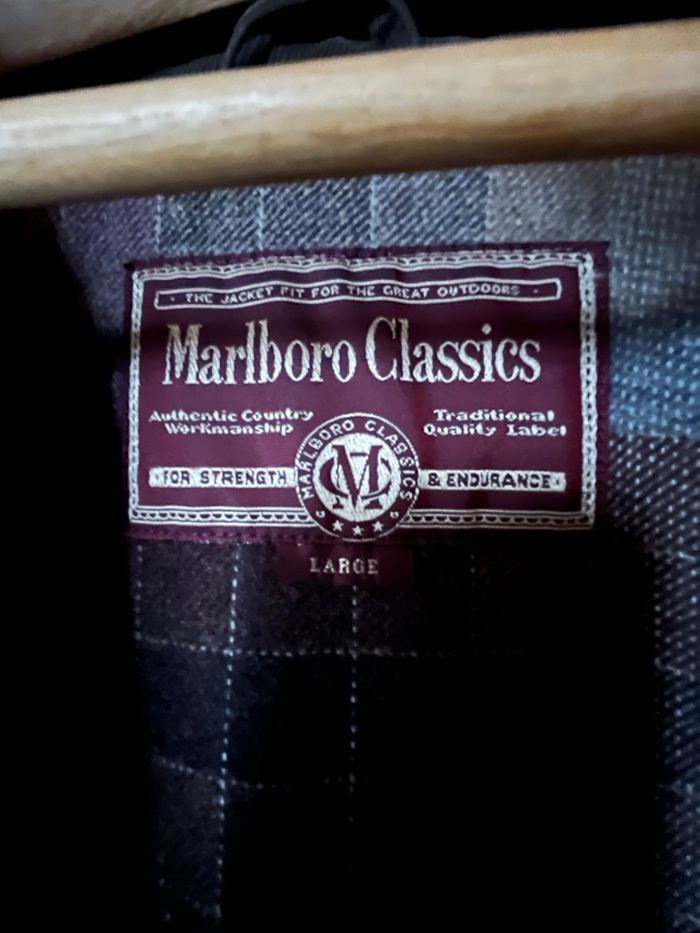 · THE JACKET FIT FOR THE GREAT OUTDOORS ·
Marlboro Classics
Authentic Country
Workmanship
Traditional
Quality Label
MARLBORO CLASSICS
MC
· FOR STRENGTH
& ENDURANCE ·
LARGE